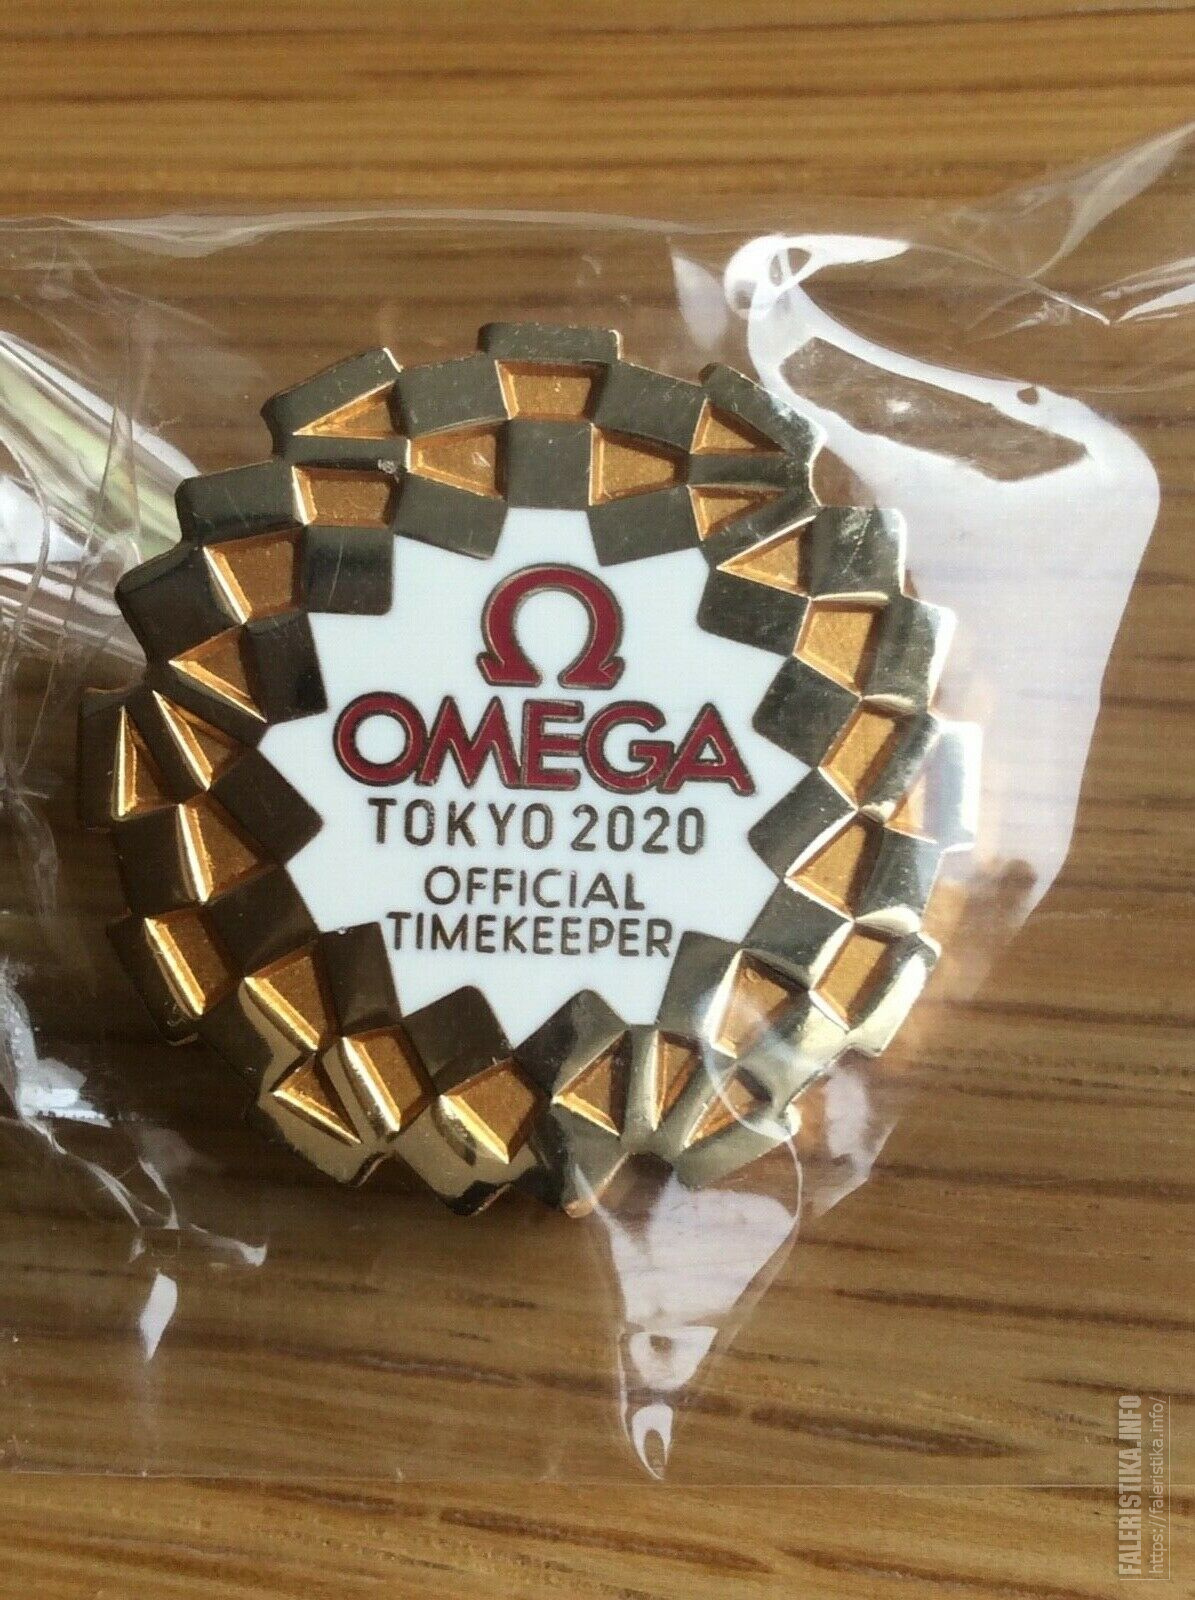 Ω
OMEGA
TOKYO 2020
OFFICIAL
TIMEKEEPER
FALERISTIKA.INFO
https://faleristika.info/